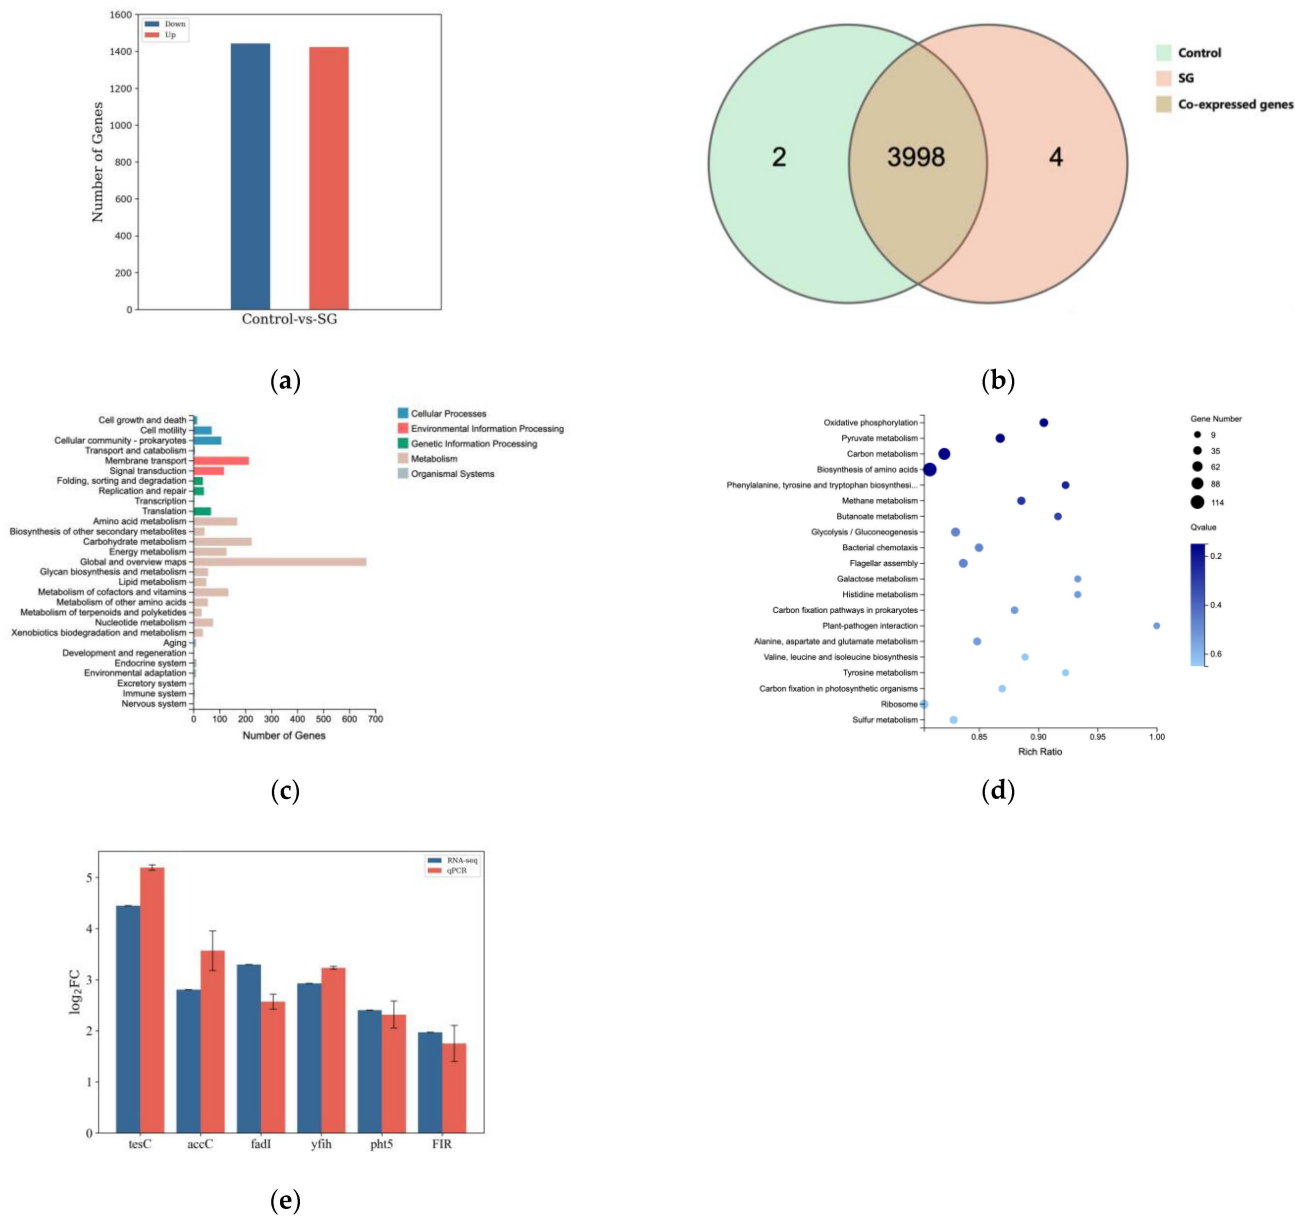 1600
1400
1200
1000
800
600
400
200
0
Number of Genes
Down
Up
Control-vs-SG
(a)
2
3998
4
Control
SG
Co-expressed genes
(b)
Cell growth and death
Cell motility
Cellular community - prokaryotes
Transport and catabolism
Membrane transport
Signal transduction
Folding, sorting and degradation
Replication and repair
Transcription
Translation
Amino acid metabolism
Biosynthesis of other secondary metabolites
Carbohydrate metabolism
Energy metabolism
Global and overview maps
Glycan biosynthesis and metabolism
Lipid metabolism
Metabolism of cofactors and vitamins
Metabolism of other amino acids
Metabolism of terpenoids and polyketides
Nucleotide metabolism
Xenobiotics biodegradation and metabolism
Aging
Development and regeneration
Endocrine system
Environmental adaptation
Excretory system
Immune system
Nervous system
0 100 200 300 400 500 600 700
Number of Genes
Cellular Processes
Environmental Information Processing
Genetic Information Processing
Metabolism
Organismal Systems
(c)
Oxidative phosphorylation
Pyruvate metabolism
Carbon metabolism
Biosynthesis of amino acids
Phenylalanine, tyrosine and tryptophan biosynthesi...
Methane metabolism
Butanoate metabolism
Glycolysis / Gluconeogenesis
Bacterial chemotaxis
Flagellar assembly
Galactose metabolism
Histidine metabolism
Carbon fixation pathways in prokaryotes
Plant-pathogen interaction
Alanine, aspartate and glutamate metabolism
Valine, leucine and isoleucine biosynthesis
Tyrosine metabolism
Carbon fixation in photosynthetic organisms
Ribosome
Sulfur metabolism
0.85 0.90 0.95 1.00
Rich Ratio
Gene Number
9
35
62
88
114
Qvalue
0.2
0.4
0.6
(d)
5
4
3
2
1
0
log2FC
RNA-seq
qPCR
tesC accC fadI yfih pht5 FIR
(e)